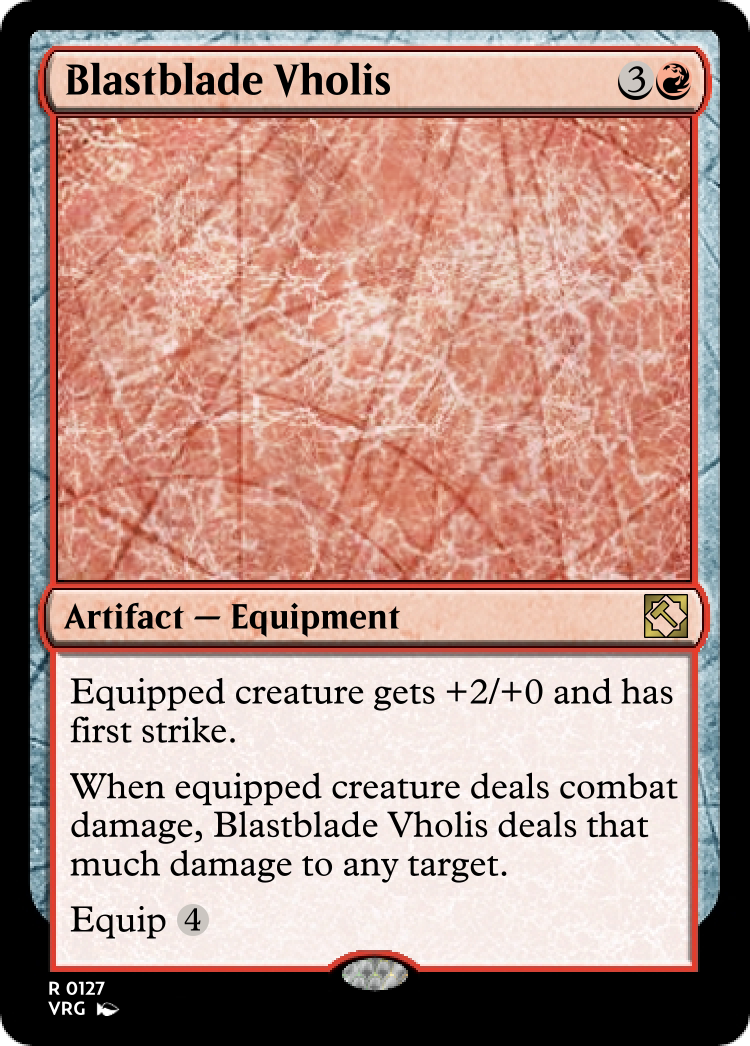 Blastblade Vholis 3
Artifact — Equipment
Equipped creature gets +2/+0 and has
first strike.
When equipped creature deals combat
damage, Blastblade Vholis deals that
much damage to any target.
Equip 4
R 0127
VRG